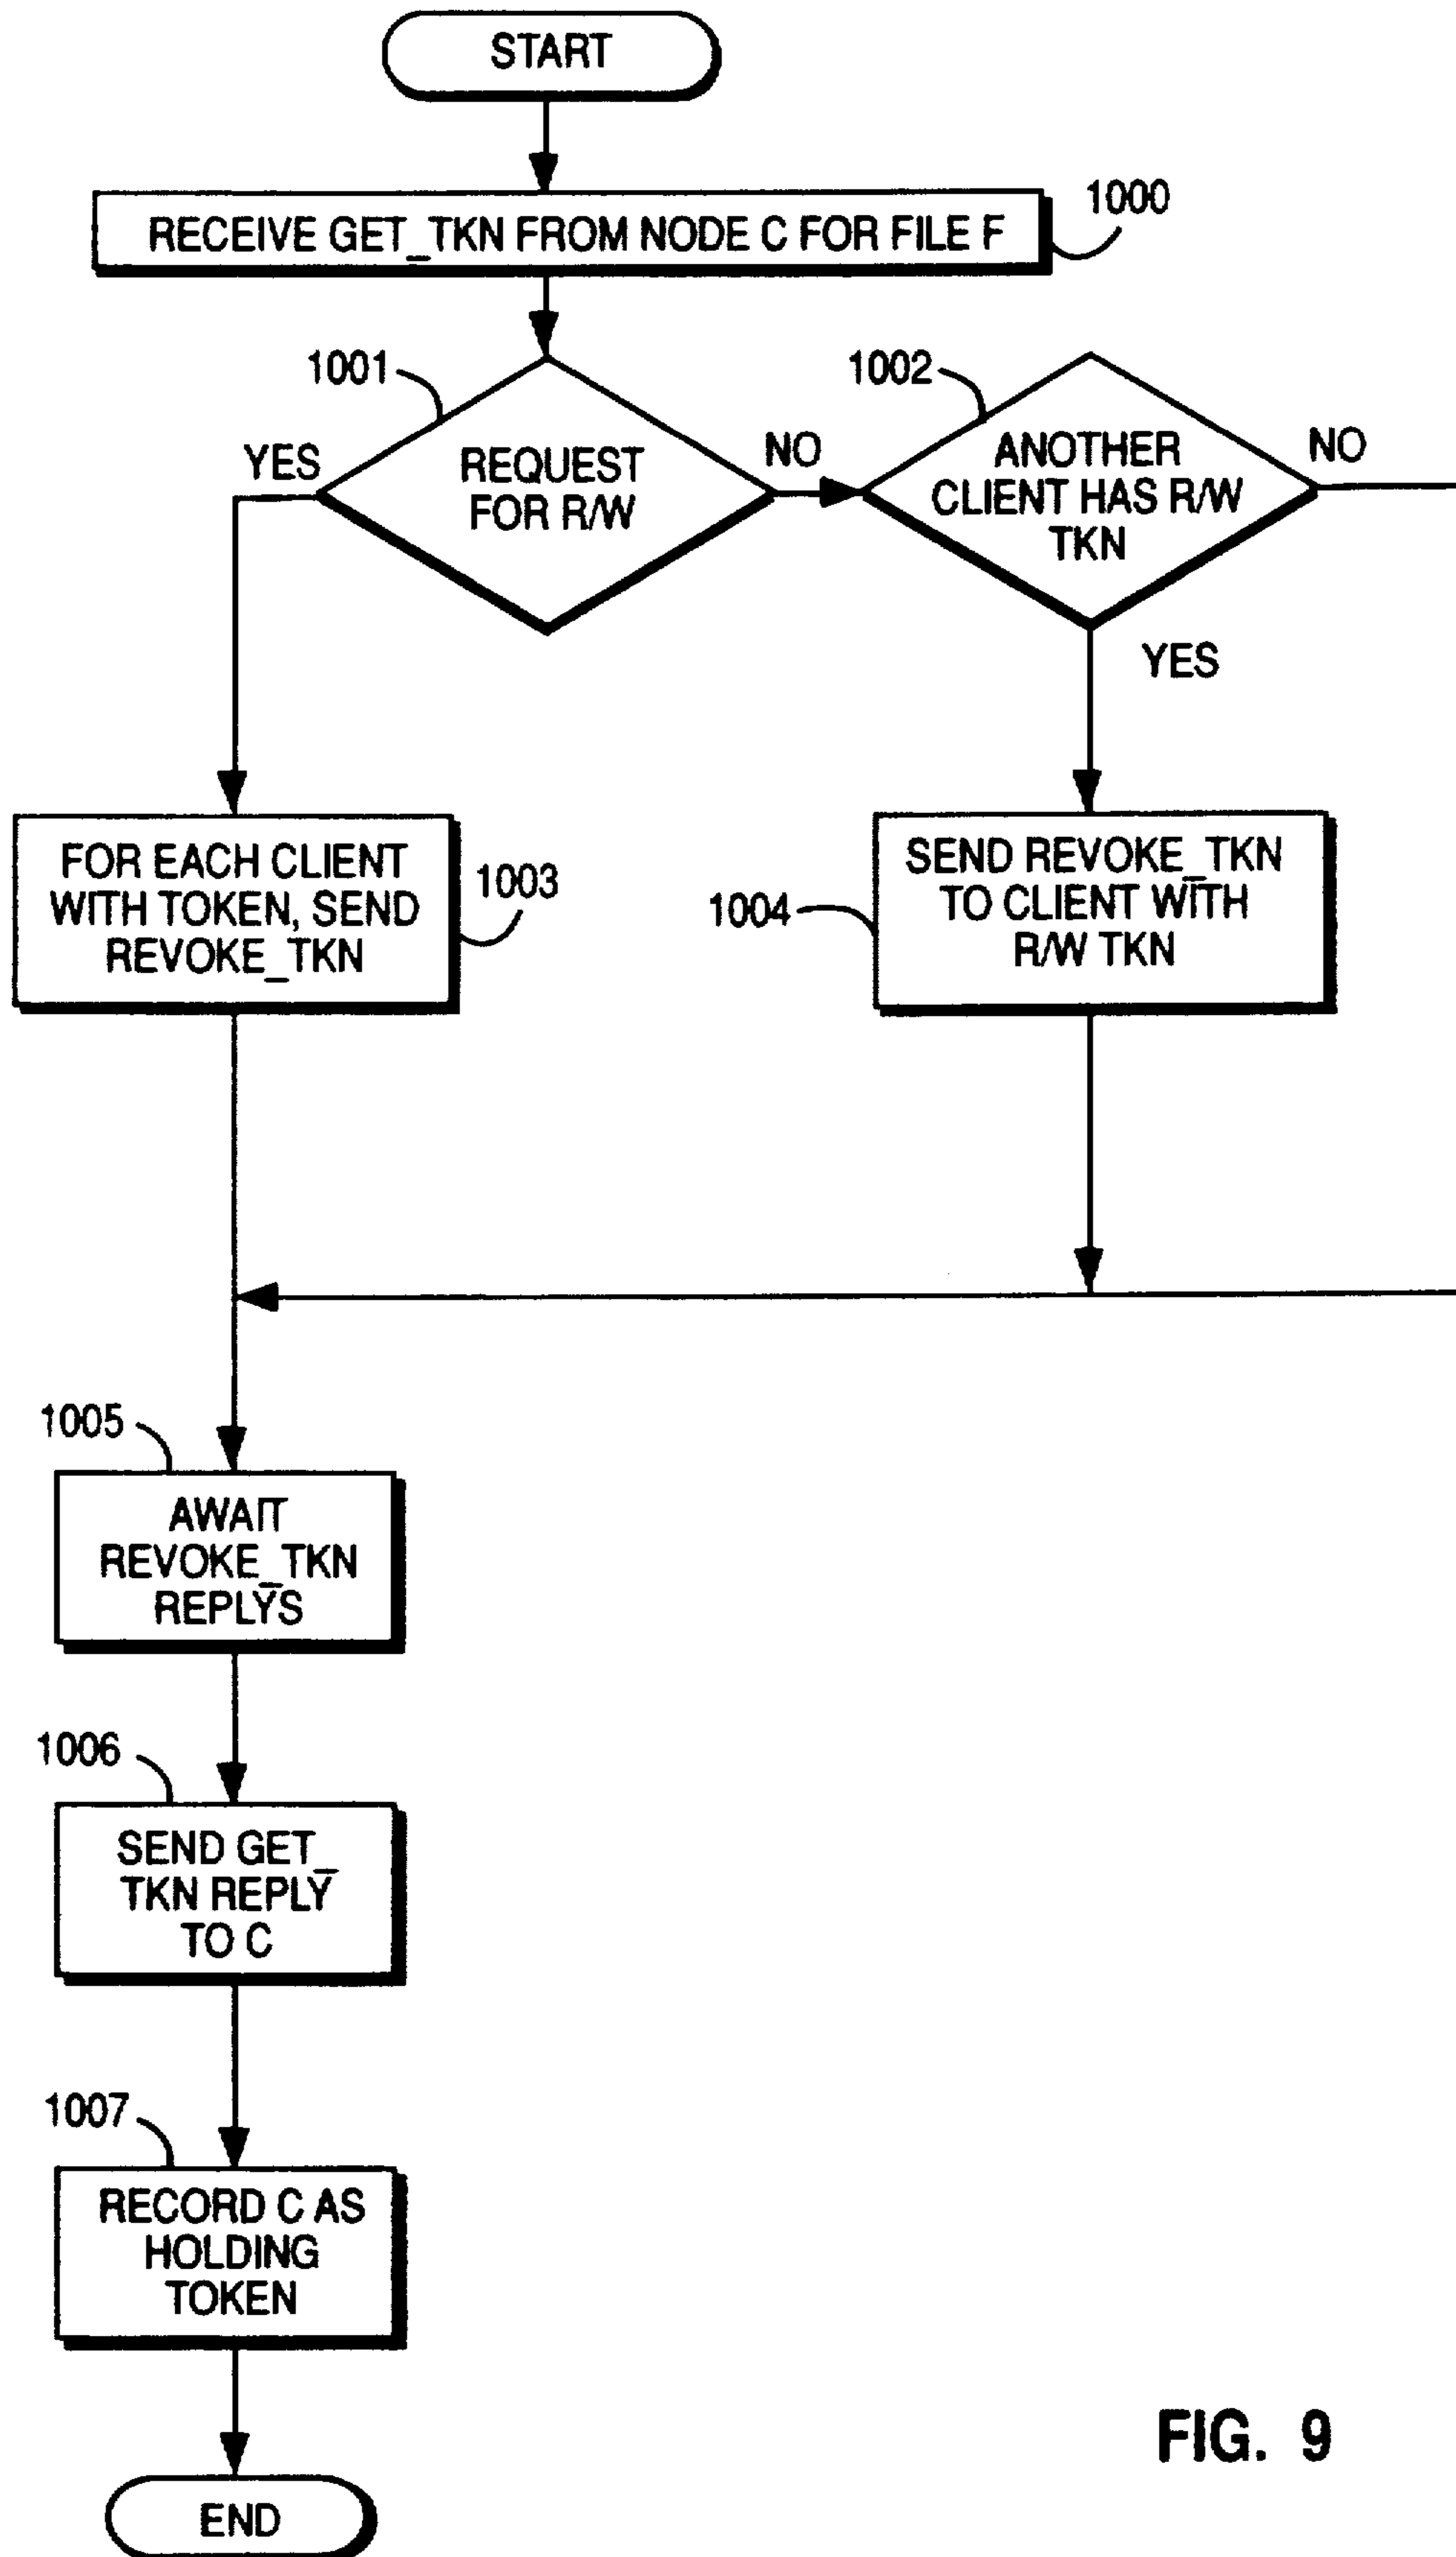 START
RECEIVE GET_TKN FROM NODE C FOR FILE F
1000
1001
1002
YES
REQUEST
FOR R/W
NO
ANOTHER
CLIENT HAS R/W
TKN
NO
YES
FOR EACH CLIENT
WITH TOKEN, SEND
REVOKE_TKN
1003
1004
SEND REVOKE_TKN
TO CLIENT WITH
R/W TKN
1005
AWAIT
REVOKE_TKN
REPLYS
1006
SEND GET_
TKN REPLY
TO C
1007
RECORD C AS
HOLDING
TOKEN
END
FIG. 9